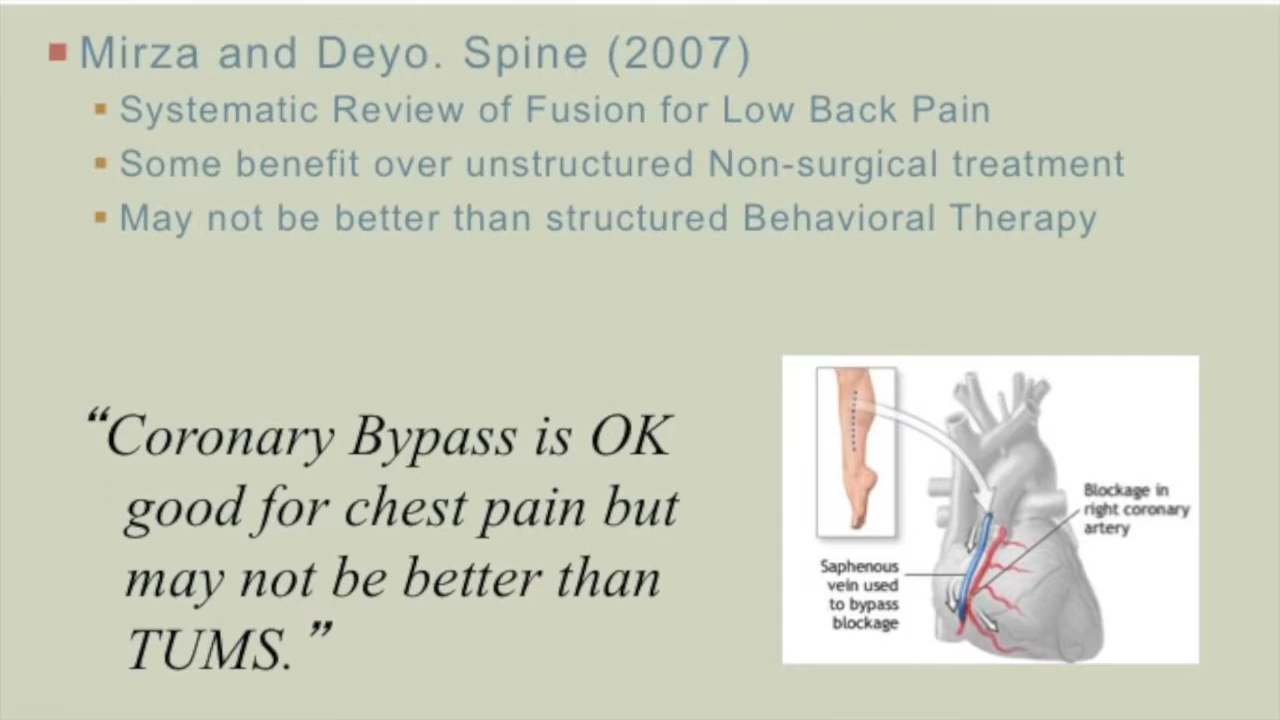 Mirza and Deyo. Spine (2007)
Systematic Review of Fusion for Low Back Pain
Some benefit over unstructured Non-surgical treatment
May not be better than structured Behavioral Therapy
“Coronary Bypass is OK
good for chest pain but
may not be better than
TUMS.”
Blockage in
right coronary
artery
Saphenous
vein used
to bypass
blockage